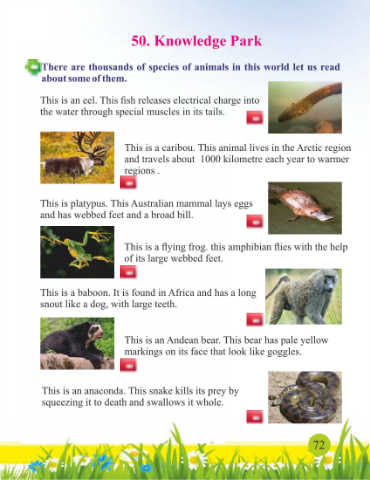 50. Knowledge Park
There are thousands of species of animals in this world let us read
about some of them.
This is an eel. This fish releases electrical charge into
the water through special muscles in its tails.
This is a caribou. This animal lives in the Arctic region
and travels about 1000 kilometre each year to warmer
regions .
This is platypus. This Australian mammal lays eggs
and has webbed feet and a broad bill.
This is a flying frog. this amphibian flies with the help
of its large webbed feet.
This is a baboon. It is found in Africa and has a long
snout like a dog, with large teeth.
This is an Andean bear. This bear has pale yellow
markings on its face that look like goggles.
This is an anaconda. This snake kills its prey by
squeezing it to death and swallows it whole.
72